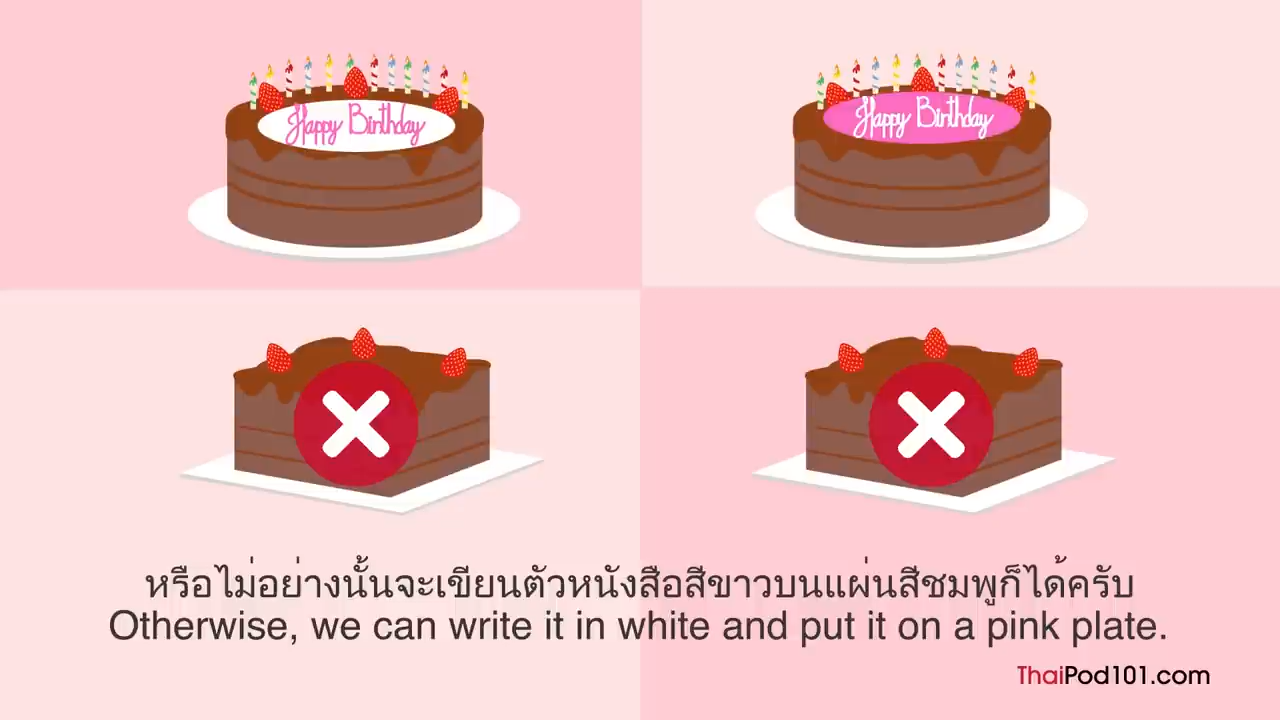 Happy Birthday
Happy Birthday
หรือไม่อย่างนั้นจะเขียนตัวหนังสือสีขาวบนแผ่นสีชมพูก็ได้ครับ
Otherwise, we can write it in white and put it on a pink plate.
ThaiPod101.com